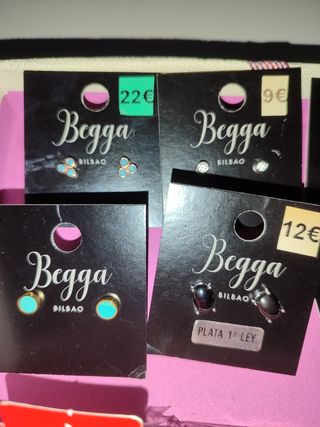 22€
Begga
BILBAO
9€
Begga
BILBAO
Begga
BILBAO
12€
Begga
BILBAO
PLATA 1ª LEY